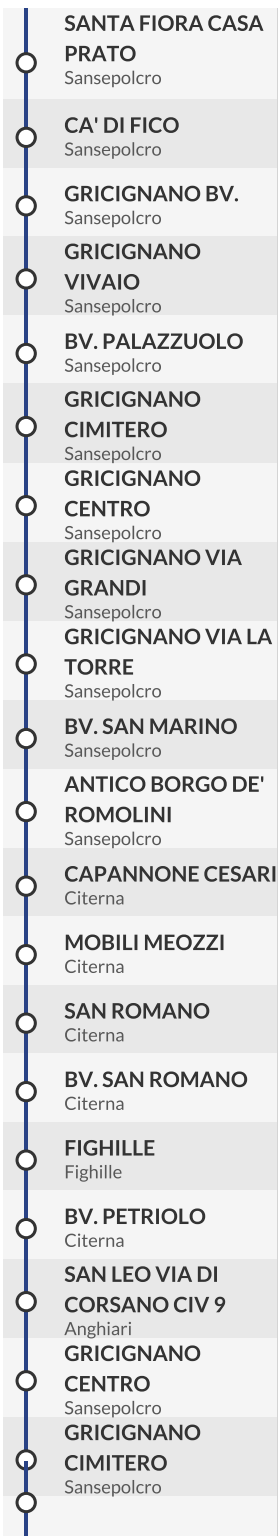 SANTA FIORA CASA
PRATO
Sansepolcro
CA' DI FICO
Sansepolcro
GRICIGNANO BV.
Sansepolcro
GRICIGNANO
VIVAIO
Sansepolcro
BV. PALAZZUOLO
Sansepolcro
GRICIGNANO
CIMITERO
Sansepolcro
GRICIGNANO
CENTRO
Sansepolcro
GRICIGNANO VIA
GRANDI
Sansepolcro
GRICIGNANO VIA LA
TORRE
Sansepolcro
BV. SAN MARINO
Sansepolcro
ANTICO BORGO DE'
ROMOLINI
Sansepolcro
CAPANNONE CESARI
Citerna
MOBILI MEOZZI
Citerna
SAN ROMANO
Citerna
BV. SAN ROMANO
Citerna
FIGHILLE
Fighille
BV. PETRIOLO
Citerna
SAN LEO VIA DI
CORSANO CIV 9
Anghiari
GRICIGNANO
CENTRO
Sansepolcro
GRICIGNANO
CIMITERO
Sansepolcro